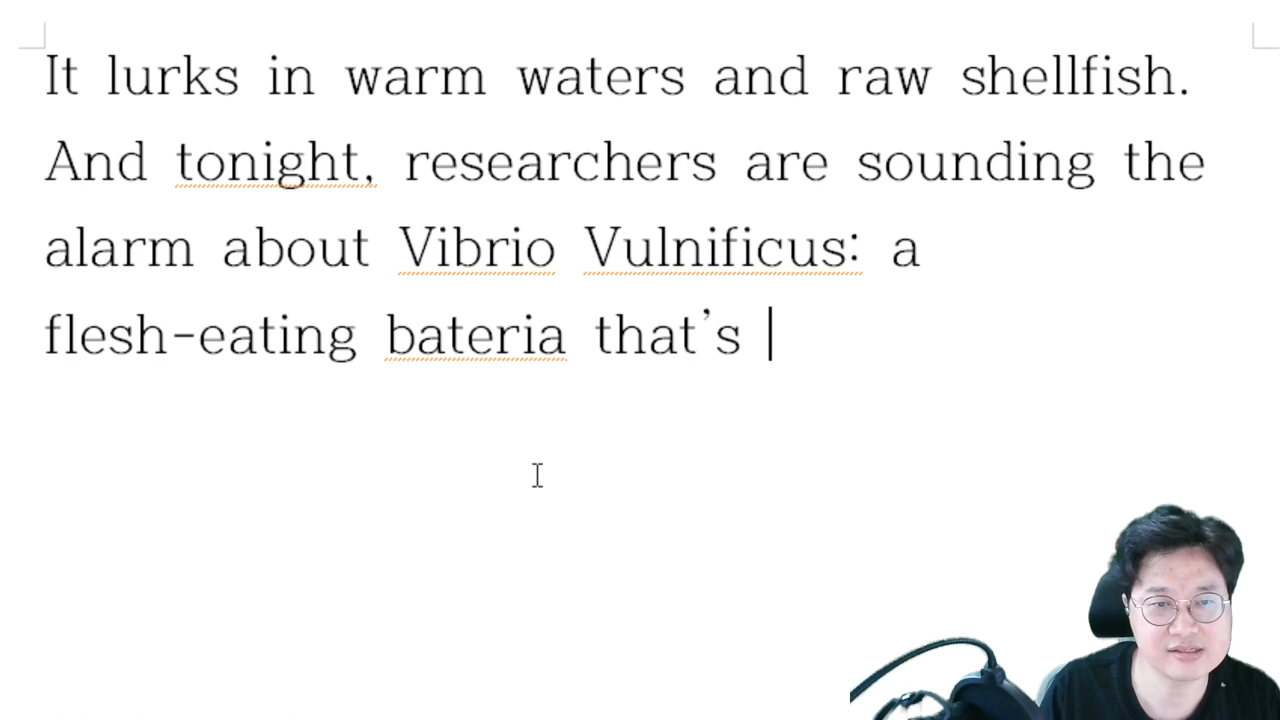 It lurks in warm waters and raw shellfish.
And tonight, researchers are sounding the
alarm about Vibrio Vulnificus: a
flesh-eating bateria that's